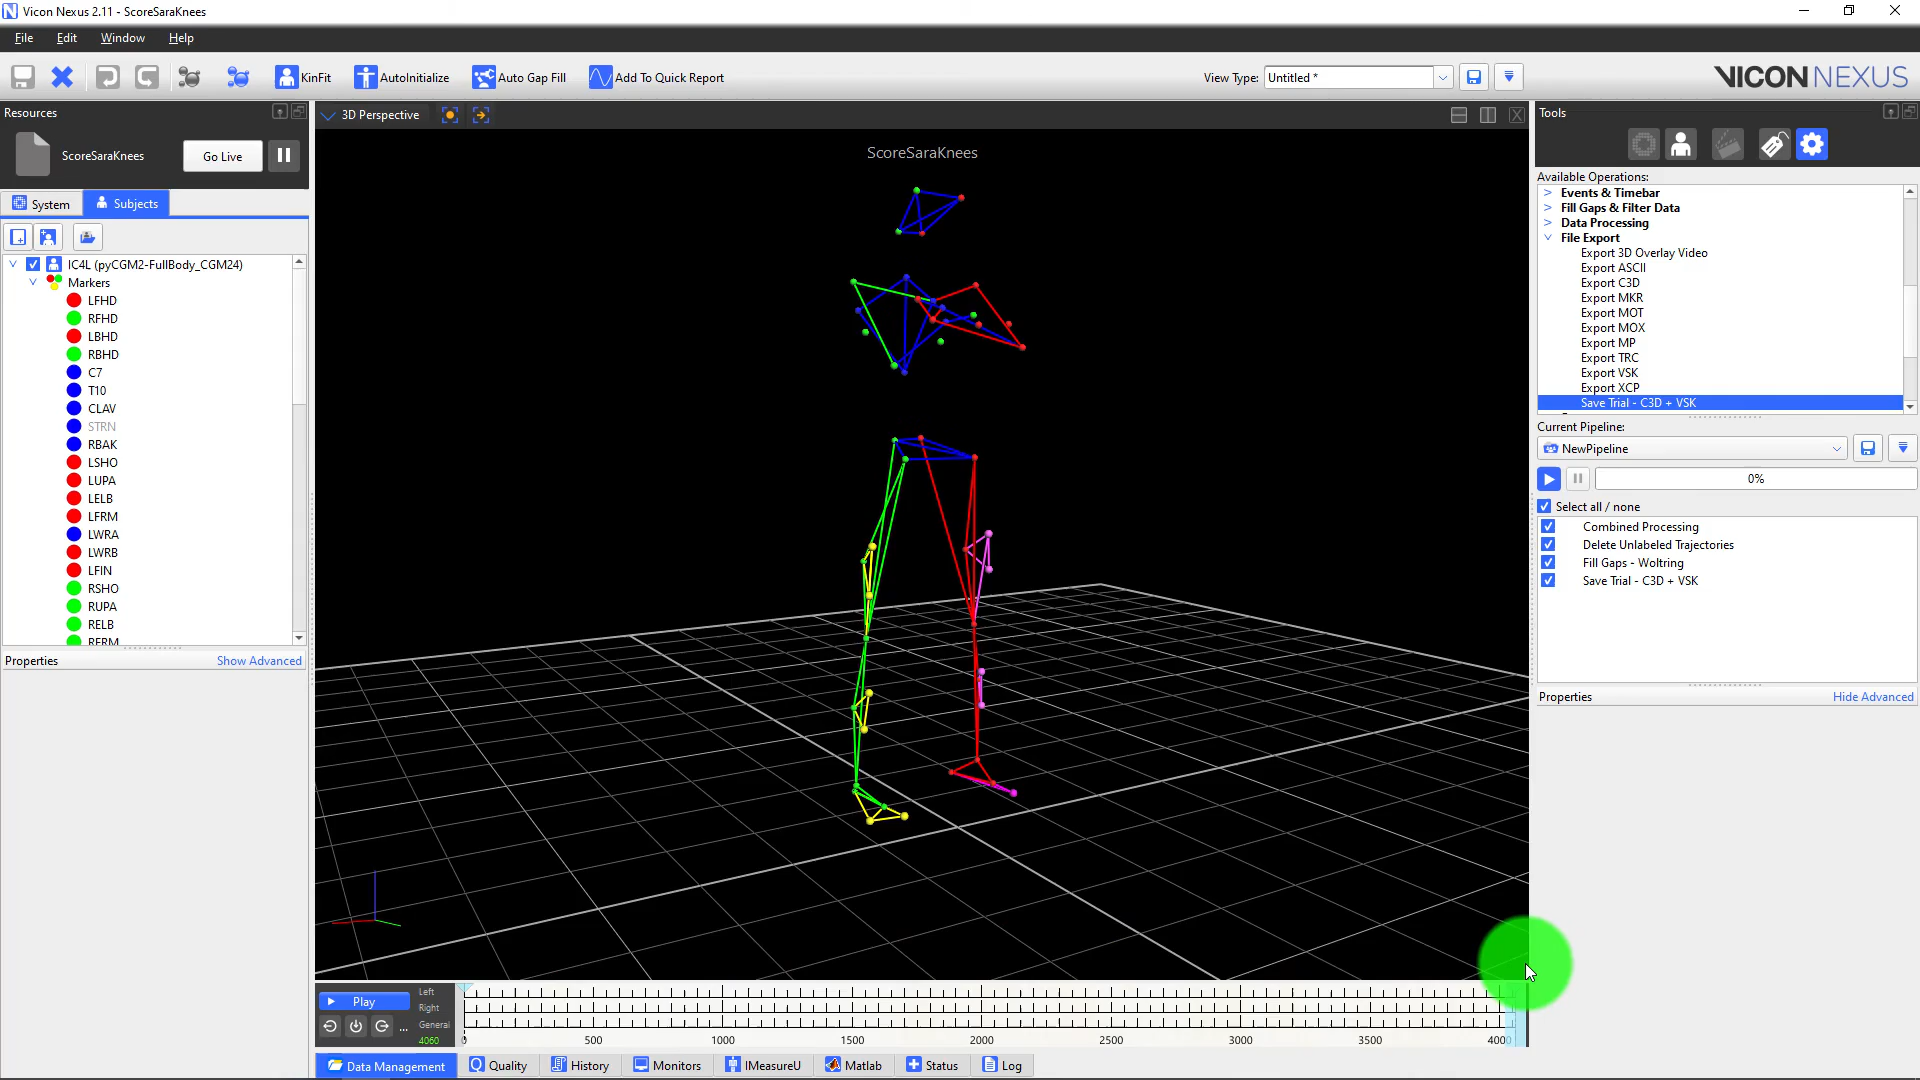 Vicon Nexus 2.11 - ScoreSaraKnees
File Edit Window Help
KinFit AutoInitialize Auto Gap Fill Add To Quick Report View Type: Untitled * VICON NEXUS
Resources
ScoreSaraKnees Go Live
System Subjects
IC4L (pyCGM2-FullBody_CGM24)
Markers
LFHD
RFHD
LBHD
RBHD
C7
T10
CLAV
STRN
RBAK
LSHO
LUPA
LELB
LFRM
LWRA
LWRB
LFIN
RSHO
RUPA
RELB
RFRM
Properties Show Advanced
3D Perspective
ScoreSaraKnees
Play
Left
Right
General
4060
0 500 1000 1500 2000 2500 3000 3500 4000
Data Management Quality History Monitors IMeasureU Matlab Status Log
Tools
Available Operations:
Events & Timebar
Fill Gaps & Filter Data
Data Processing
File Export
Export 3D Overlay Video
Export ASCII
Export C3D
Export MKR
Export MOT
Export MOX
Export MP
Export TRC
Export VSK
Export XCP
Save Trial - C3D + VSK
Current Pipeline:
NewPipeline
0%
Select all / none
Combined Processing
Delete Unlabeled Trajectories
Fill Gaps - Woltring
Save Trial - C3D + VSK
Properties Hide Advanced